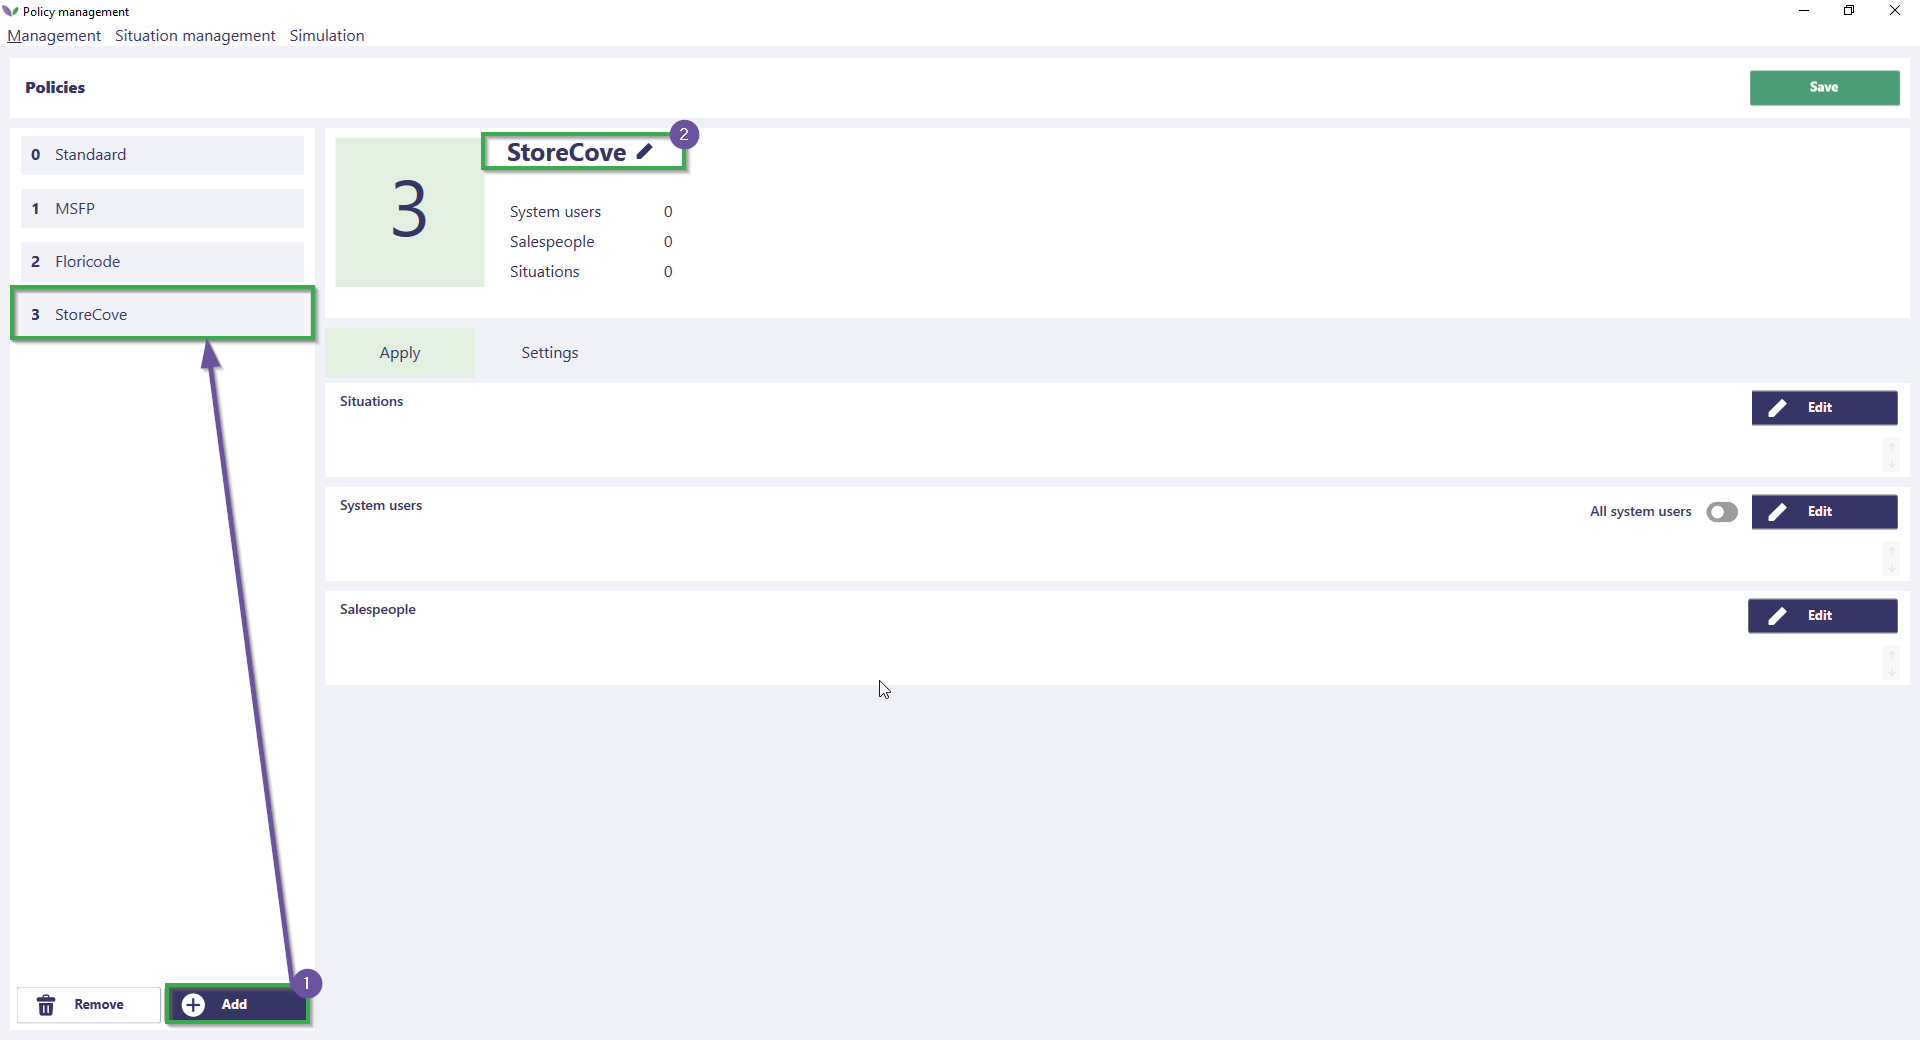 Policy management
Management Situation management Simulation
Policies
Save
0 Standaard
1 MSFP
2 Floricode
3 StoreCove
3
StoreCove
2
System users 0
Salespeople 0
Situations 0
Apply Settings
Situations
Edit
System users
All system users
Edit
Salespeople
Edit
Remove
Add
1